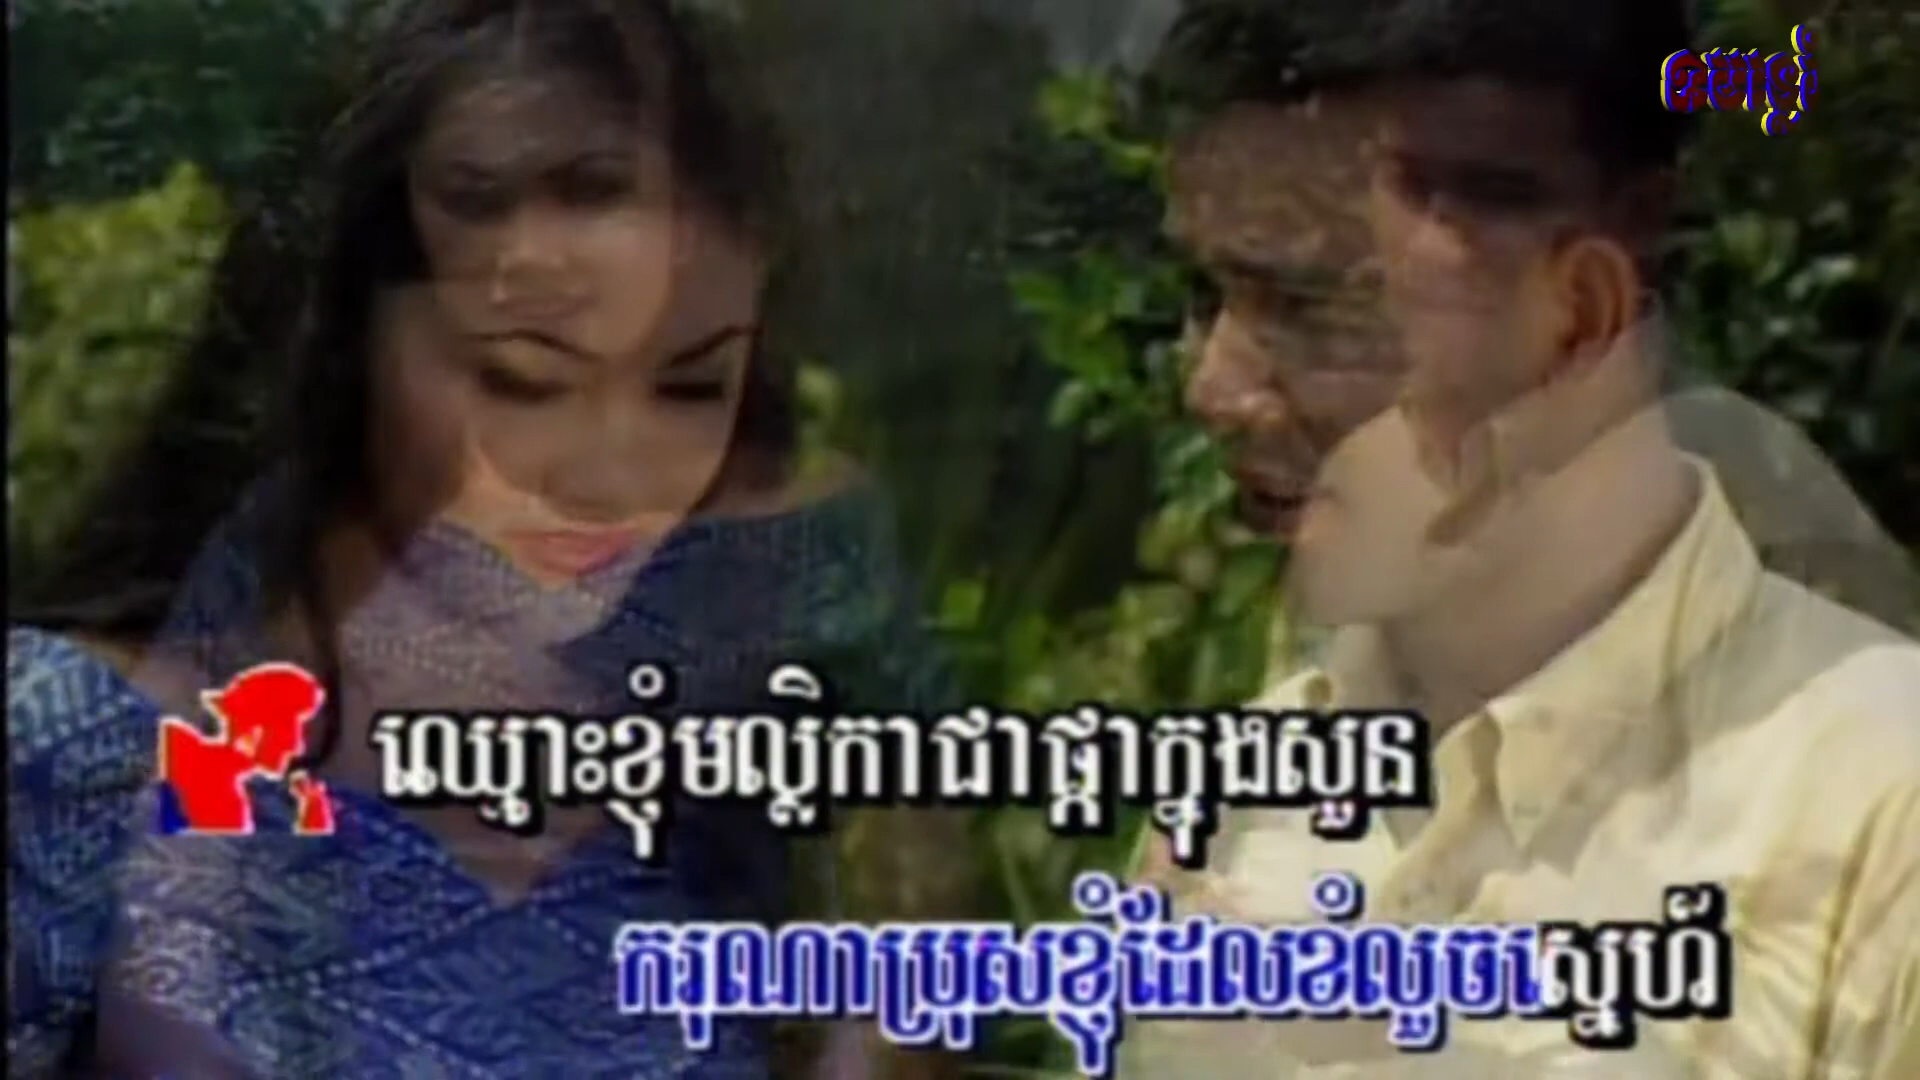 ឈ្មោះខ្ញុំមល្លិកាជាផ្កាក្នុងសួន
ករុណាប្រុសខ្ញុំដែលខំលួចស្នេហ៍